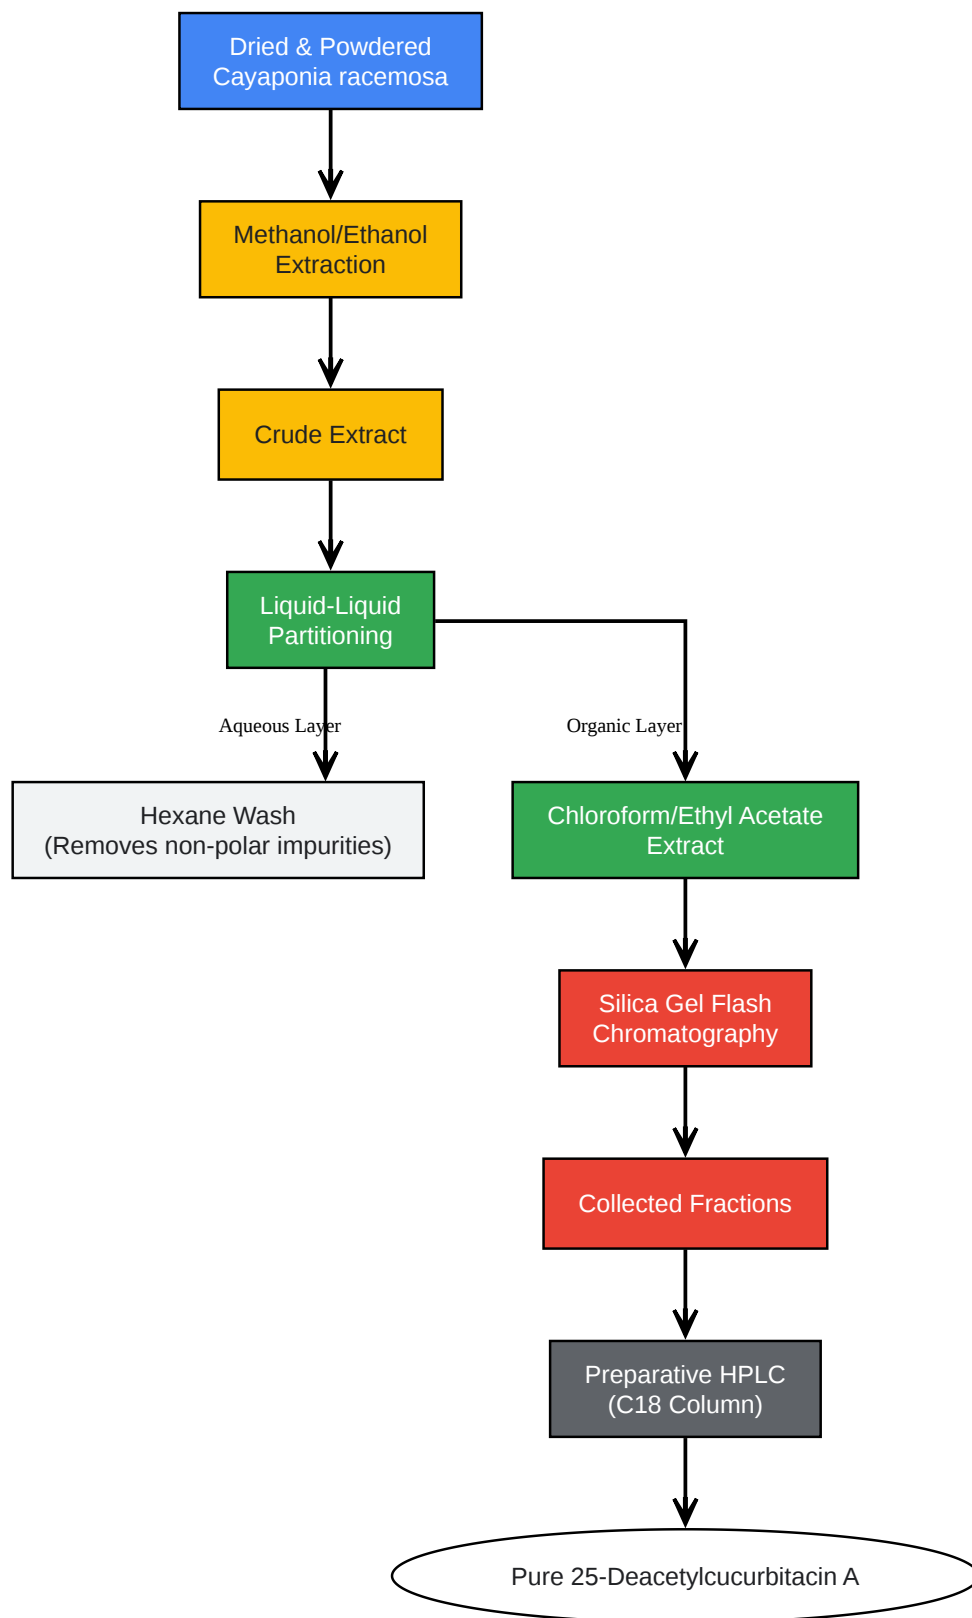 Dried & Powdered
Cayaponia racemosa
Methanol/Ethanol
Extraction
Crude Extract
Liquid-Liquid
Partitioning
Aqueous Layer
Organic Layer
Hexane Wash
(Removes non-polar impurities)
Chloroform/Ethyl Acetate
Extract
Silica Gel Flash
Chromatography
Collected Fractions
Preparative HPLC
(C18 Column)
Pure 25-Deacetylcucurbitacin A